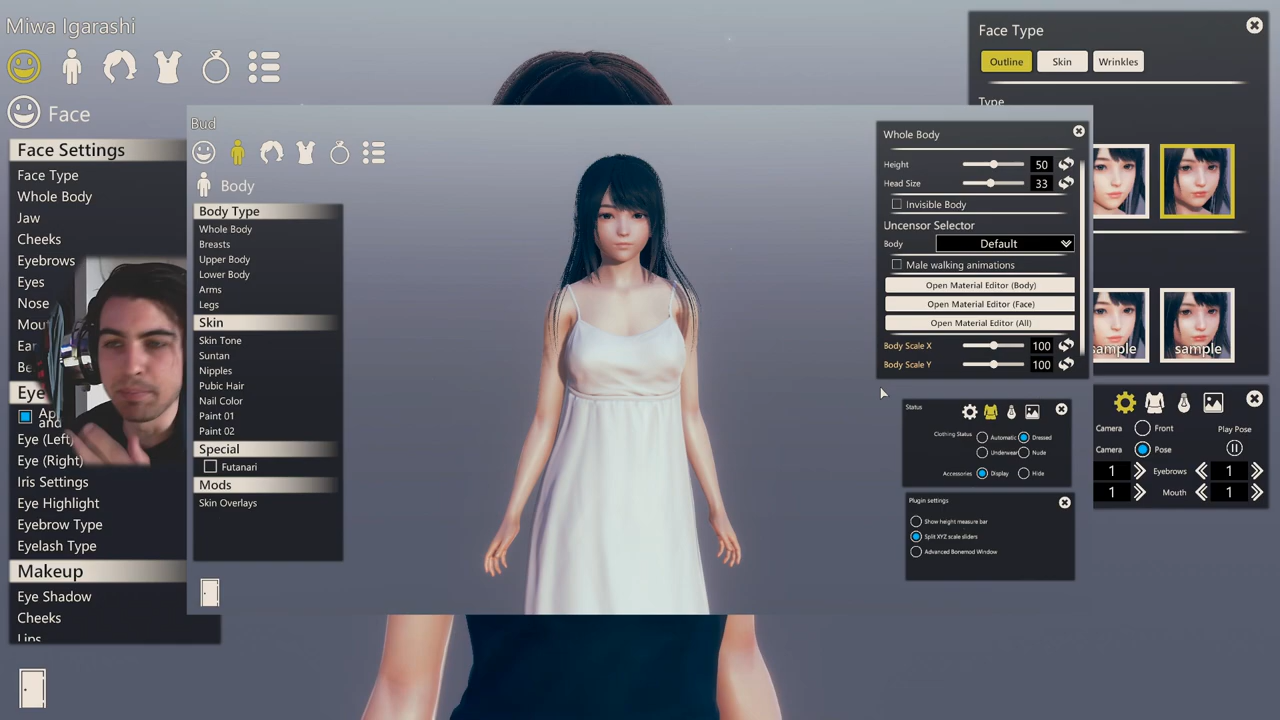 Miwa Igarashi
Face
Face Settings
Face Type
Whole Body
Jaw
Cheeks
Eyebrows
Eyes
Nose
Eye
Eye (Left)
Eye (Right)
Iris Settings
Eye Highlight
Eyebrow Type
Eyelash Type
Makeup
Eye Shadow
Cheeks
Lips
Bud
Body
Body Type
Whole Body
Breasts
Upper Body
Lower Body
Arms
Legs
Skin
Skin Tone
Suntan
Nipples
Pubic Hair
Nail Color
Paint 01
Paint 02
Special
Futanari
Mods
Skin Overlays
Whole Body
Height 50
Head Size 33
Invisible Body
Uncensor Selector
Body Default
Male walking animations
Open Material Editor (Body)
Open Material Editor (Face)
Open Material Editor (All)
Body Scale X 100
Body Scale Y 100
Status
Clothing Status Automatic Dressed
Underwear Nude
Accessories Display Hide
Plugin settings
Show height measure bar
Split XYZ scale sliders
Advanced Bonemod Window
Face Type
Outline Skin Wrinkles
Type
sample sample
Camera Front Play Pose
Camera Pose
1 Eyebrows 1
1 Mouth 1